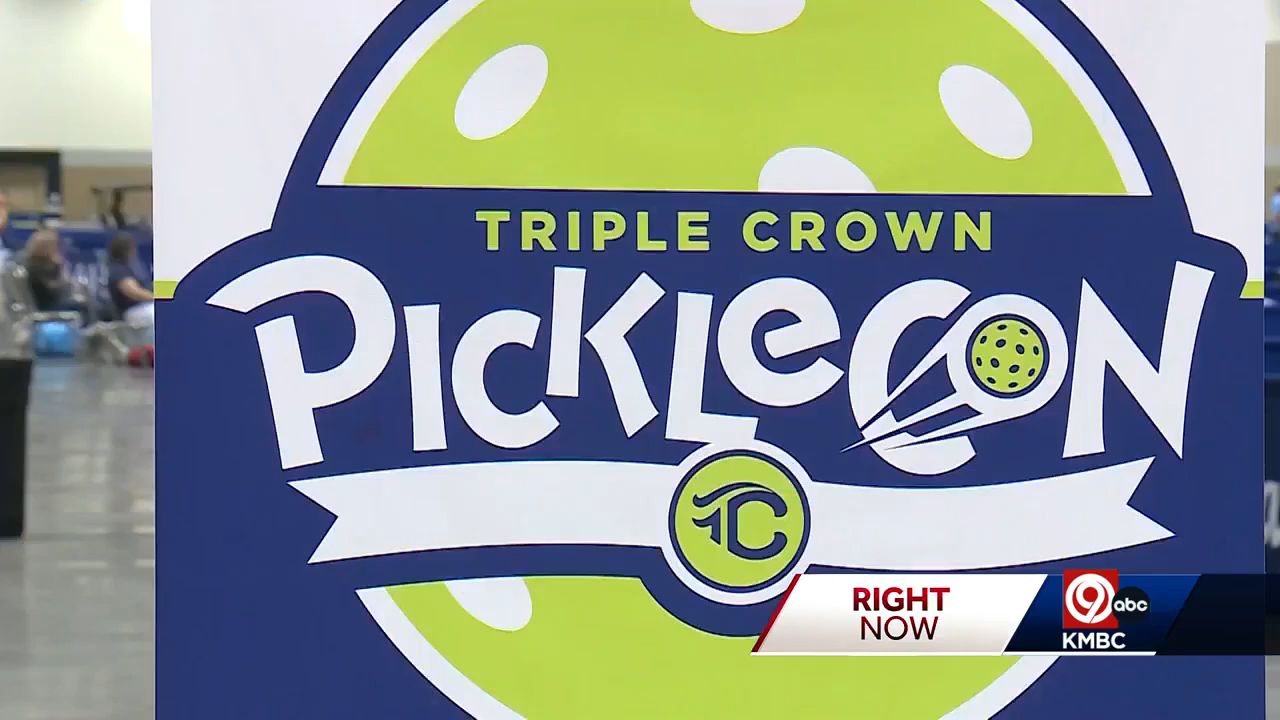 TRIPLE CROWN
PICKLECON
TC
RIGHT
NOW
9 abc
KMBC